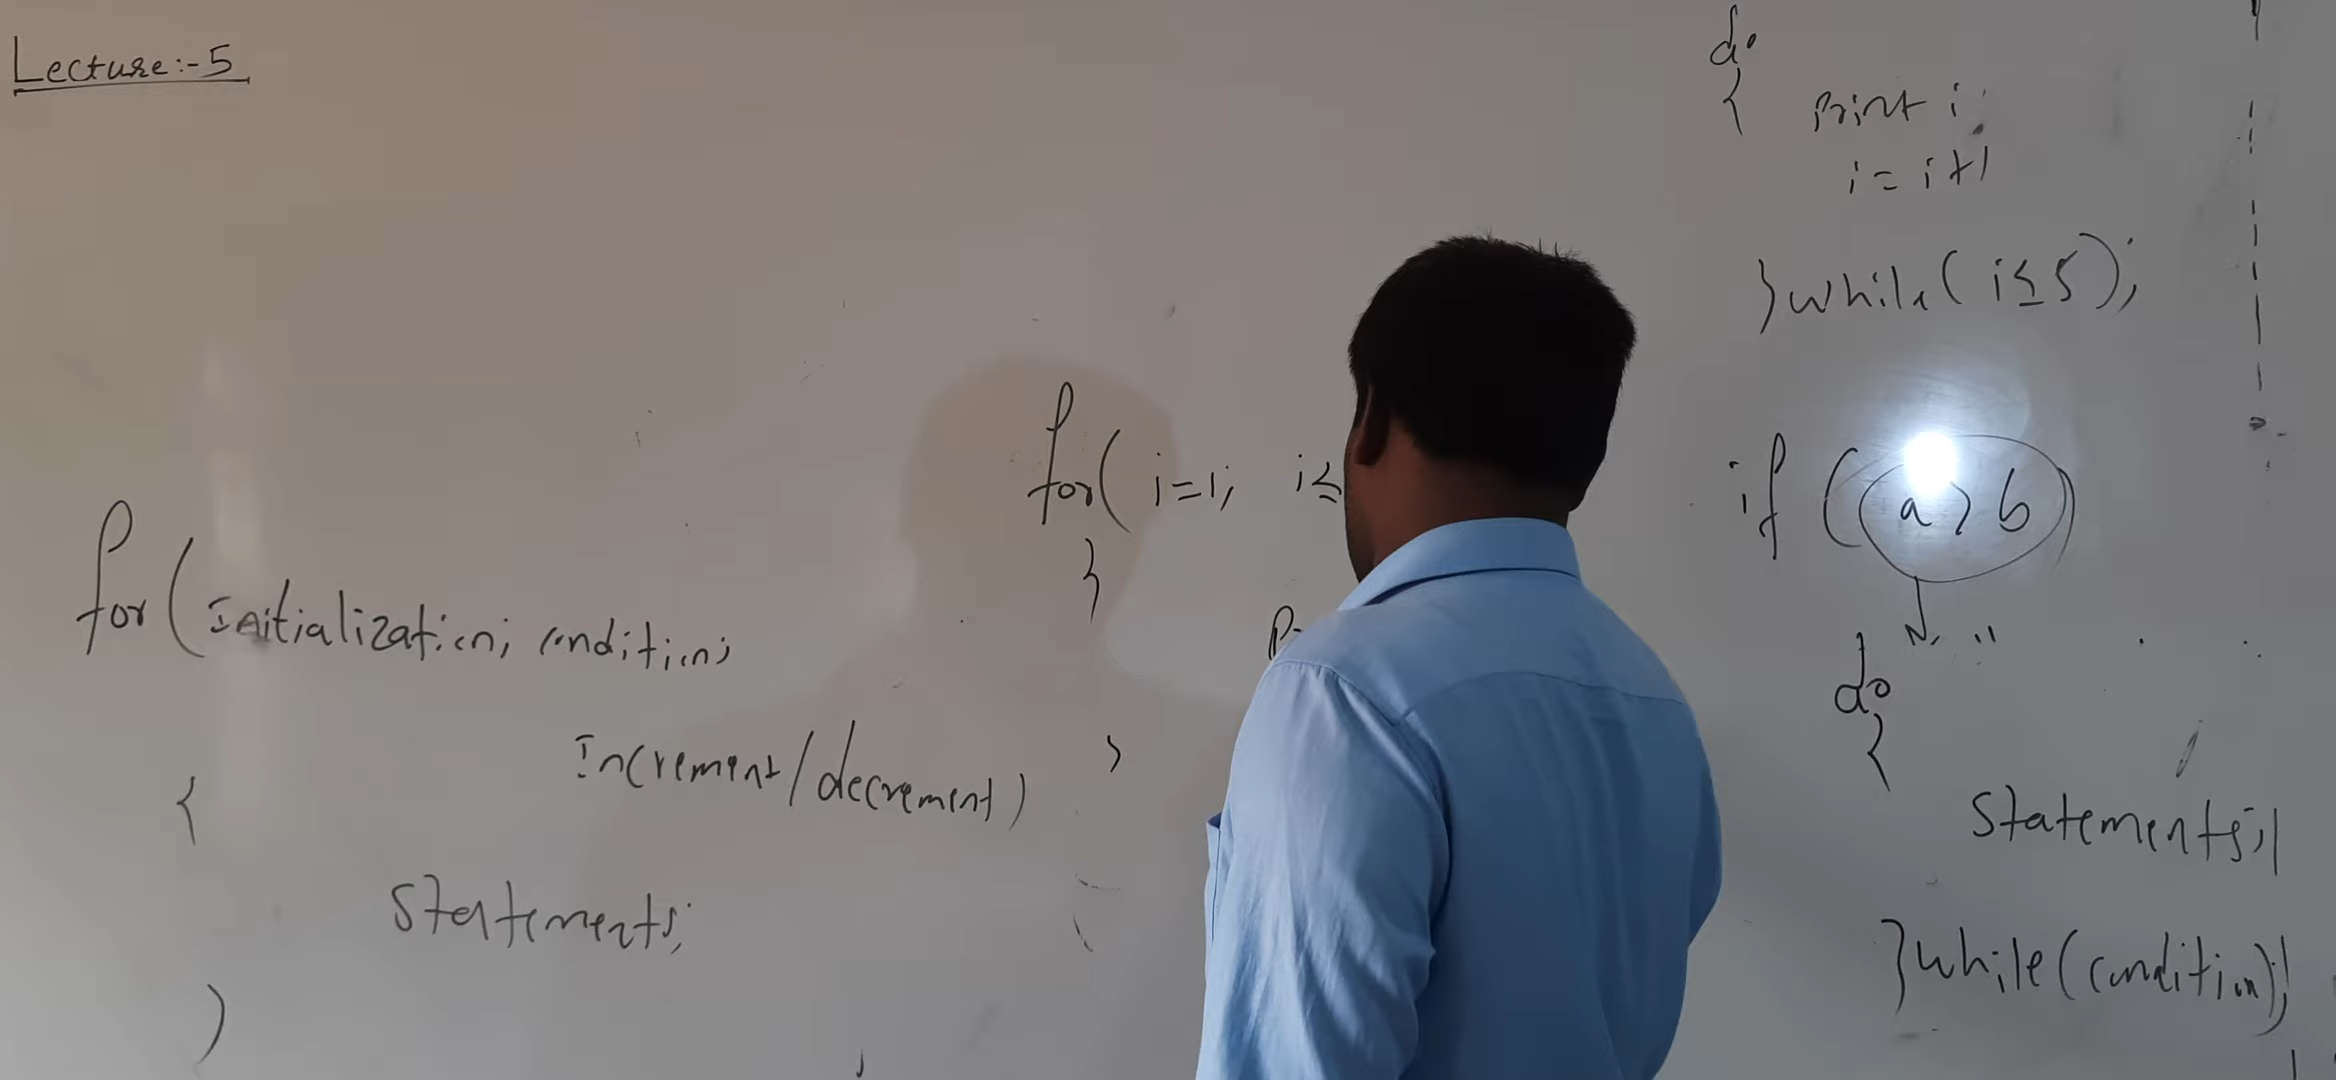 Lecture:-5
for(Initialization; condition;
Increment/decrement)
{
statements;
}
for( i=1; i≤
}
}
do
{
Print i;
i = i+1
}while( i≤5);
if (a>b)
do
{
statements;
}while(condition);